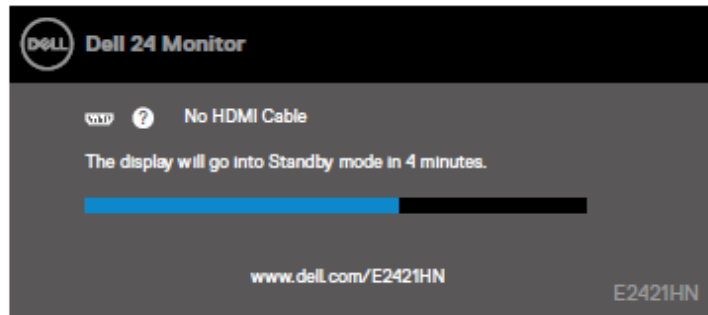 DELL
Dell 24 Monitor
No HDMI Cable
The display will go into Standby mode in 4 minutes.
www.dell.com/E2421HN
E2421HN